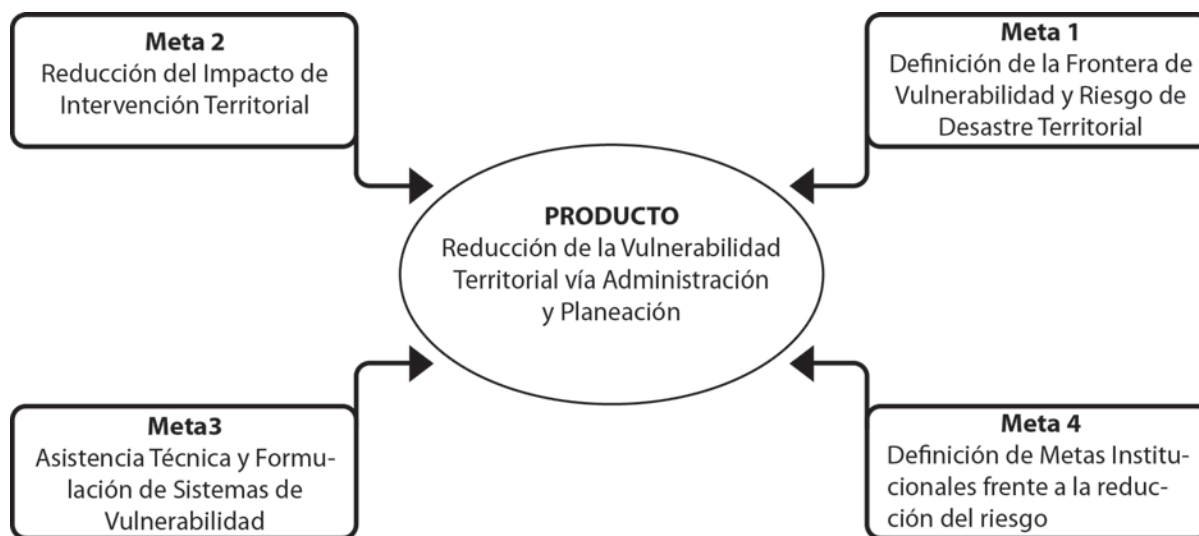 Meta 2
Reducción del Impacto de
Intervención Territorial
Meta 1
Definición de la Frontera de
Vulnerabilidad y Riesgo de
Desastre Territorial
PRODUCTO
Reducción de la Vulnerabilidad
Territorial vía Administración
y Planeación
Meta3
Asistencia Técnica y Formu-
lación de Sistemas de
Vulnerabilidad
Meta 4
Definición de Metas Institu-
cionales frente a la reduc-
ción del riesgo